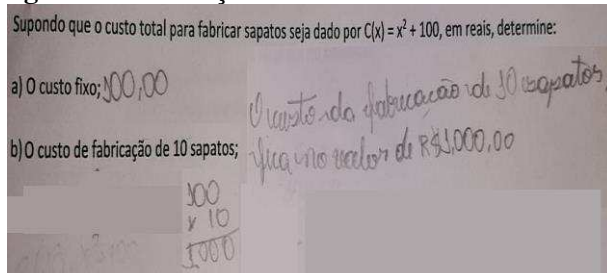 Supondo que o custo total para fabricar sapatos seja dado por C(x) = x² + 100, em reais, determine:
a) O custo fixo; 100,00
O custo da fabricação de 10 sapatos,
b) O custo de fabricação de 10 sapatos;
fica no valor de R$1,000,00
100
x 10
1000